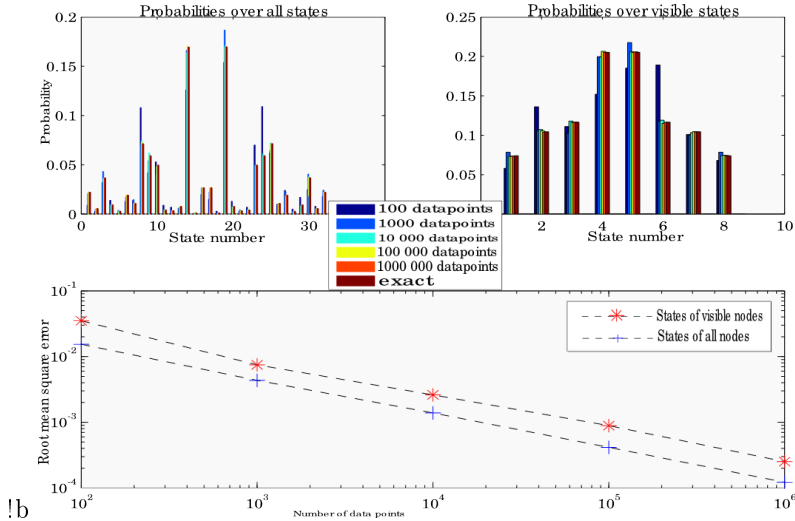 Probabilities over all states
Probabilities over visible states
0.2
0.15
0.1
0.05
0
Probability
0 10 20 30
State number
0.25
0.2
0.15
0.1
0.05
2 4 6 8 10
State number
100 datapoints
1000 datapoints
10 000 datapoints
100 000 datapoints
1000 000 datapoints
exact
10^-1
10^-2
10^-3
10^-4
Root mean square error
States of visible nodes
States of all nodes
10^2 10^3 10^4 10^5 10^6
Number of data points
!b